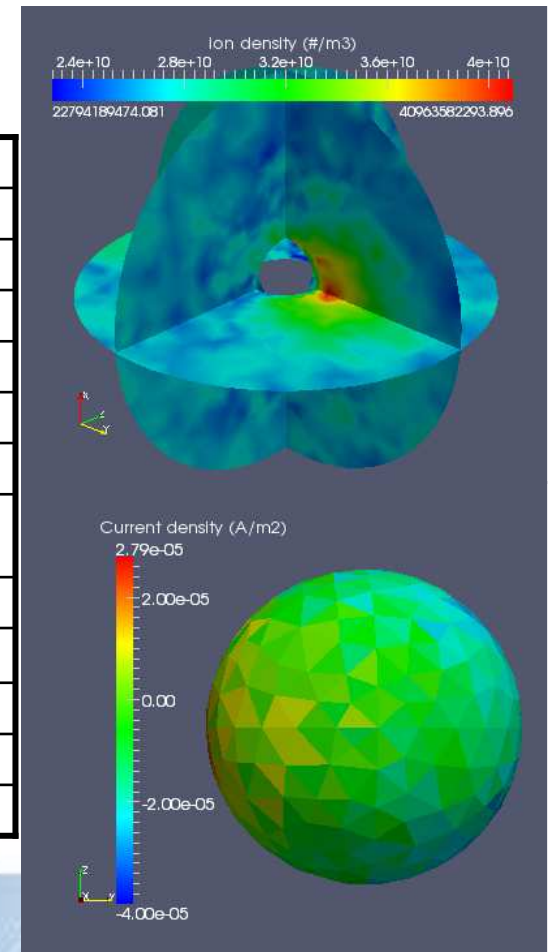 Ion density (#/m3)
2.4e+10 2.8e+10 3.2e+10 3.6e+10 4e+10
22794189474.081 40963582293.896
X
Z
Y
Current density (A/m2)
2.79e-05
2.00e-05
0.00
-2.00e-05
-4.00e-05
Z
X Y